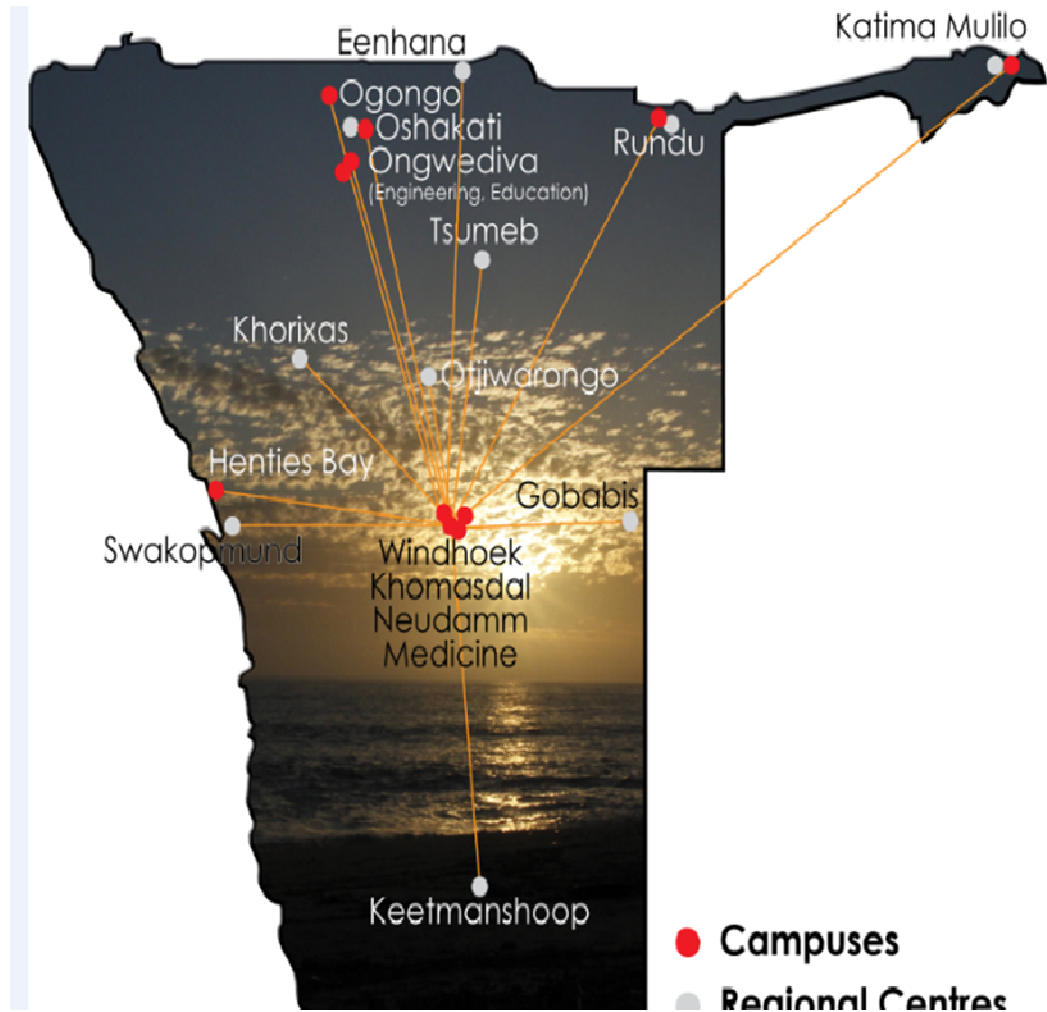 Katima Mulilo
Eenhana
Ogongo
Oshakati
Rundu
Ongwediva
(Engineering, Education)
Tsumeb
Khorixas
Otjiwarongo
Henties Bay
Gobabis
Swakopmund
Windhoek
Khomasdal
Neudamm
Medicine
Keetmanshoop
Campuses
Regional Centres